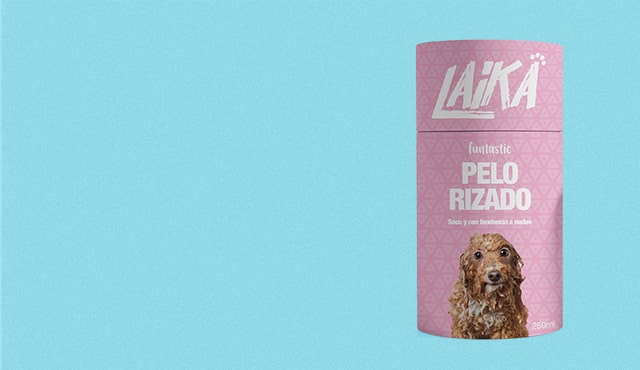 LAIKA
funtastic
PELO
RIZADO
Seco y con tendencia a nudos
250ml